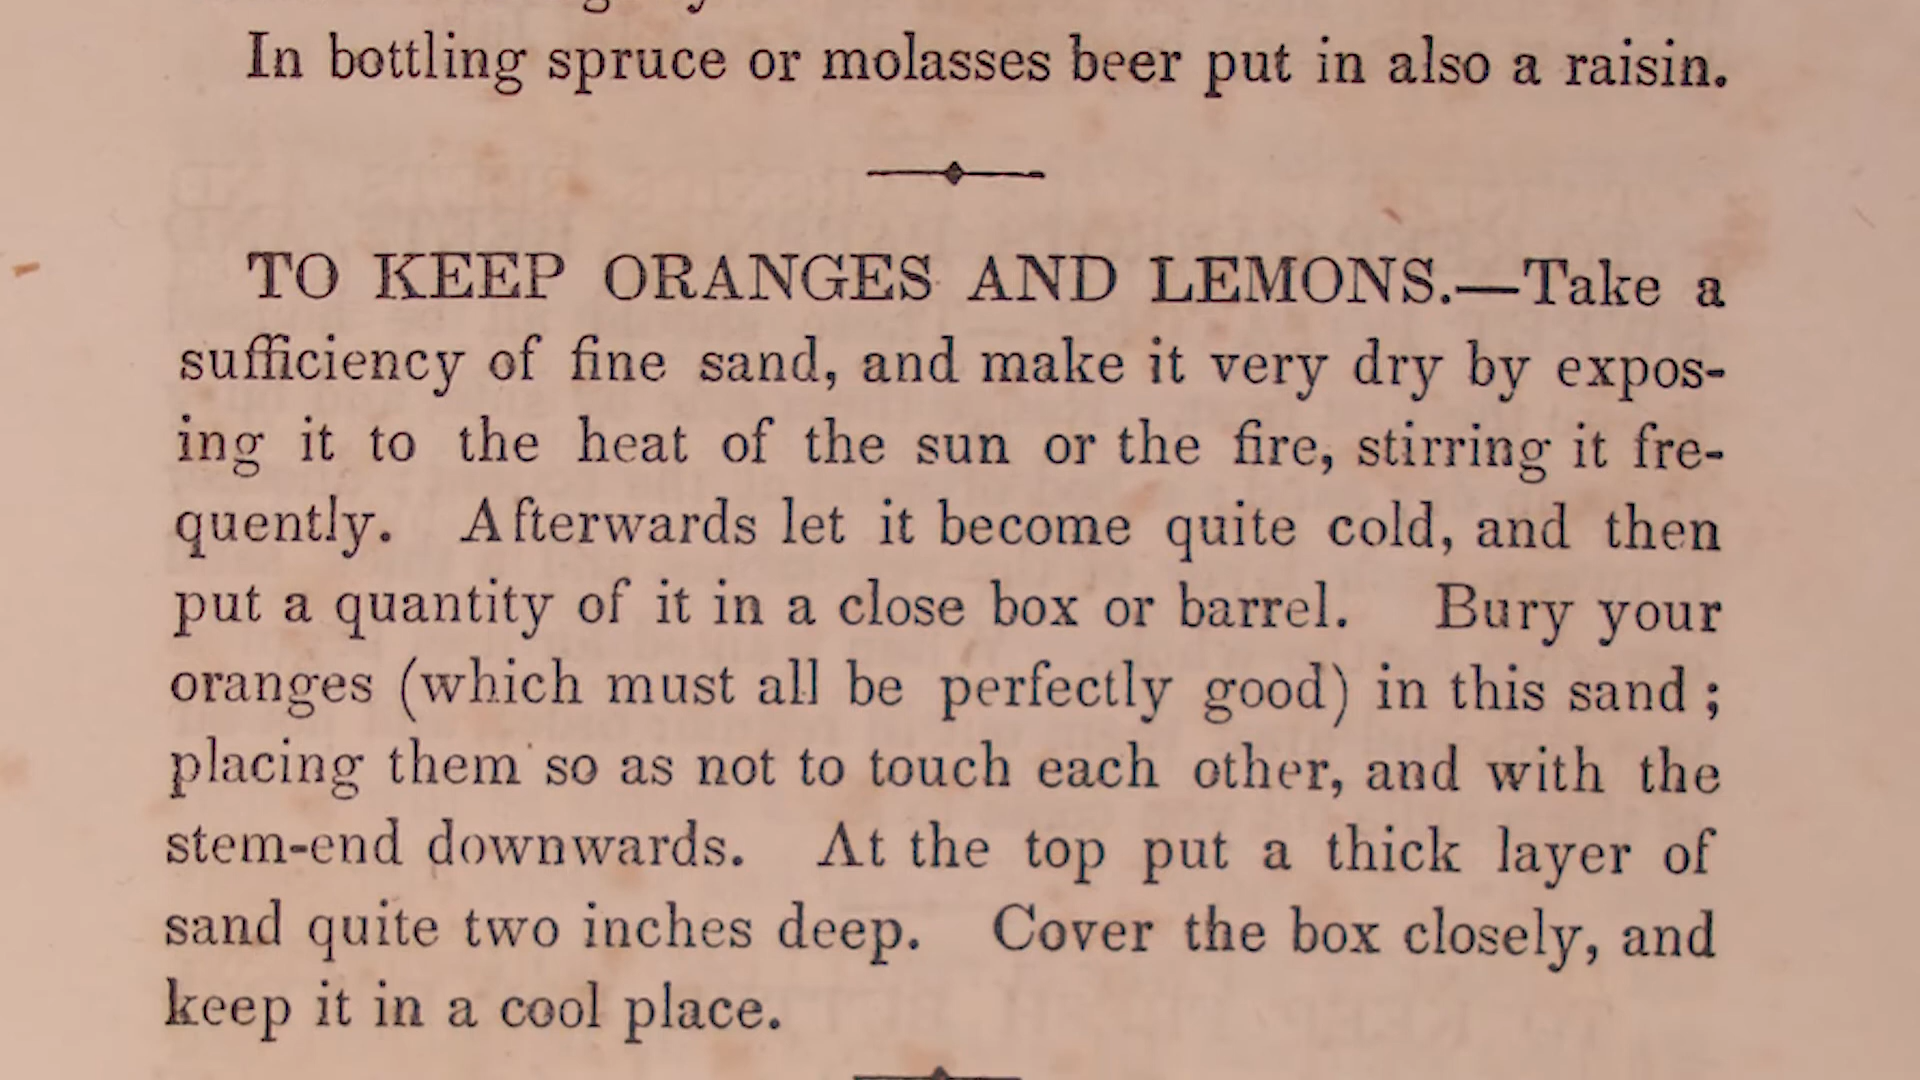 In bottling spruce or molasses beer put in also a raisin.
TO KEEP ORANGES AND LEMONS.—Take a
sufficiency of fine sand, and make it very dry by expos-
ing it to the heat of the sun or the fire, stirring it fre-
quently. Afterwards let it become quite cold, and then
put a quantity of it in a close box or barrel. Bury your
oranges (which must all be perfectly good) in this sand ;
placing them so as not to touch each other, and with the
stem-end downwards. At the top put a thick layer of
sand quite two inches deep. Cover the box closely, and
keep it in a cool place.